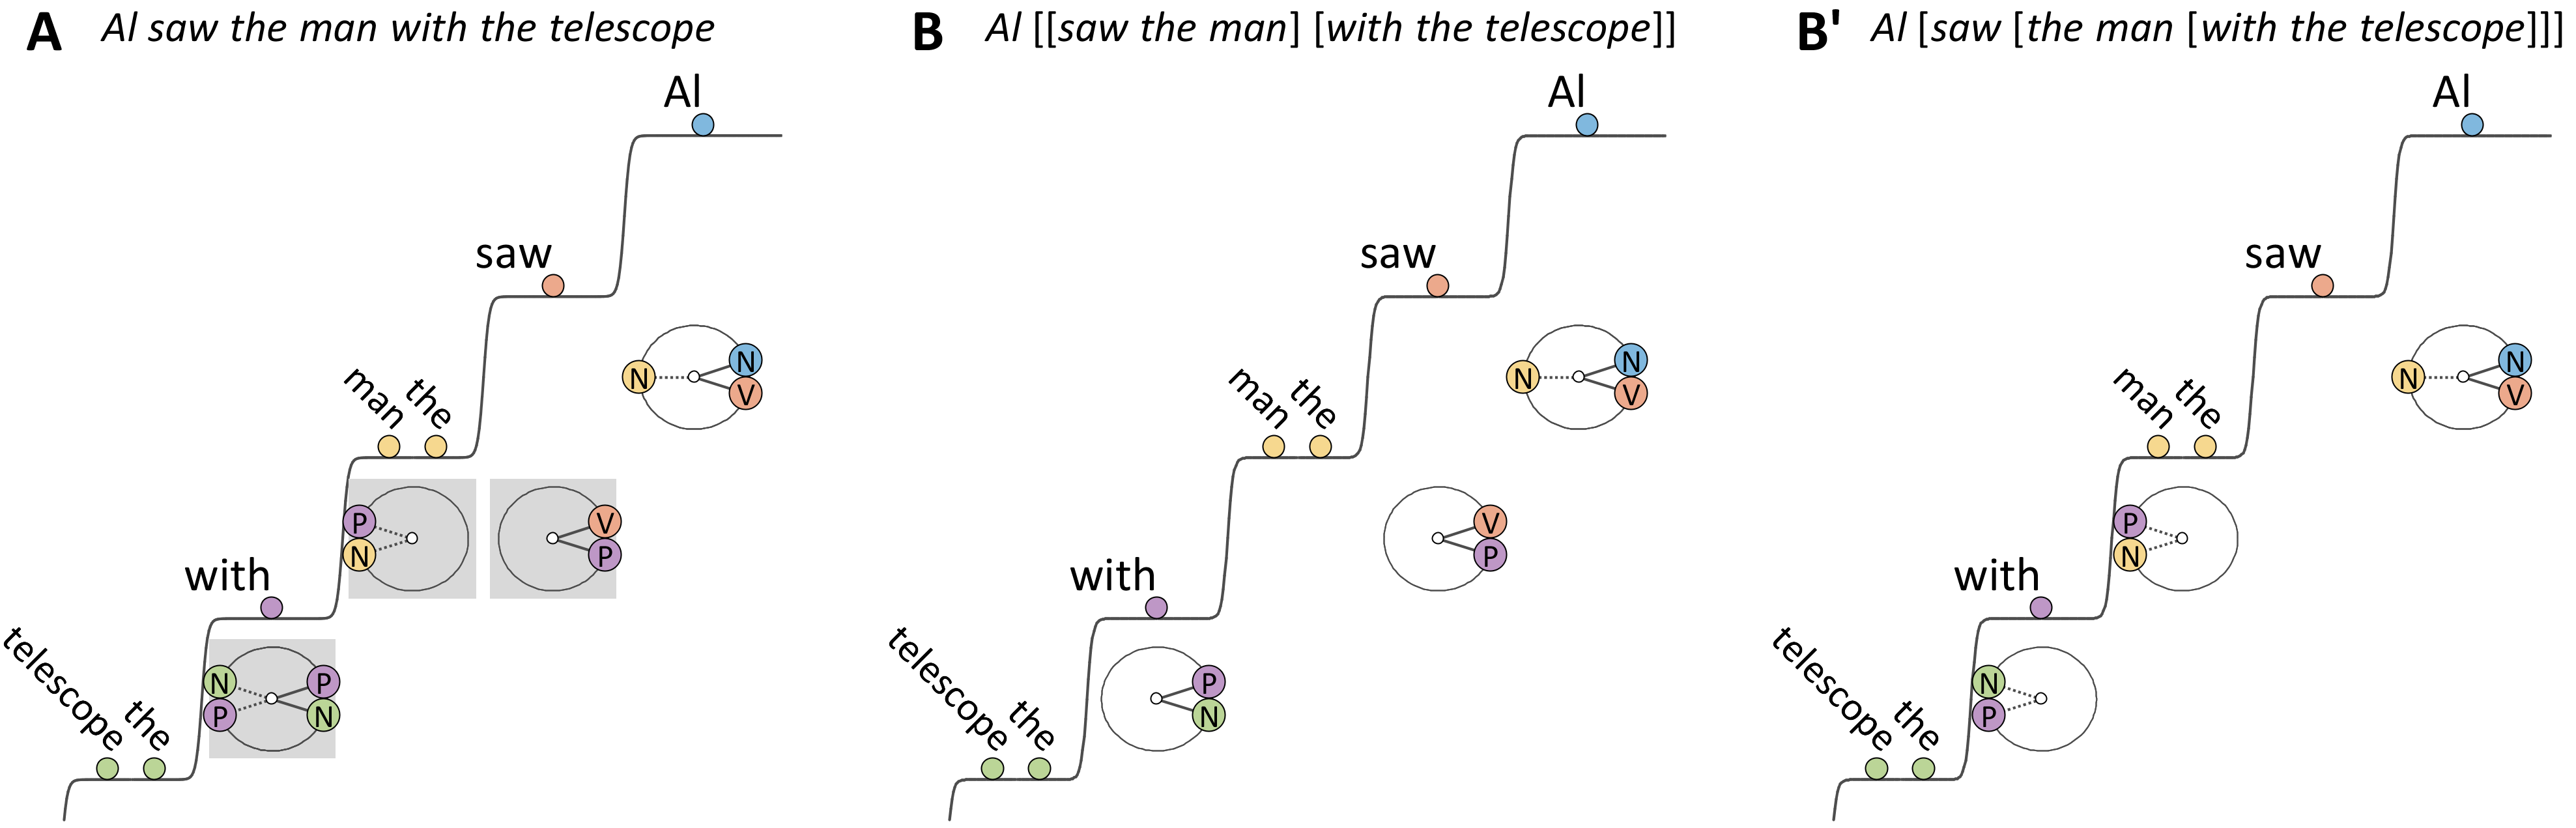 A Al saw the man with the telescope
Al
saw
man the
N N V
P N V P
with
N P P N
telescope the
B Al [[saw the man] [with the telescope]]
Al
saw
man the
N N V
V P
with
P N
telescope the
B' Al [saw [the man [with the telescope]]]
Al
saw
man the
N N V
P N
with
N P
telescope the